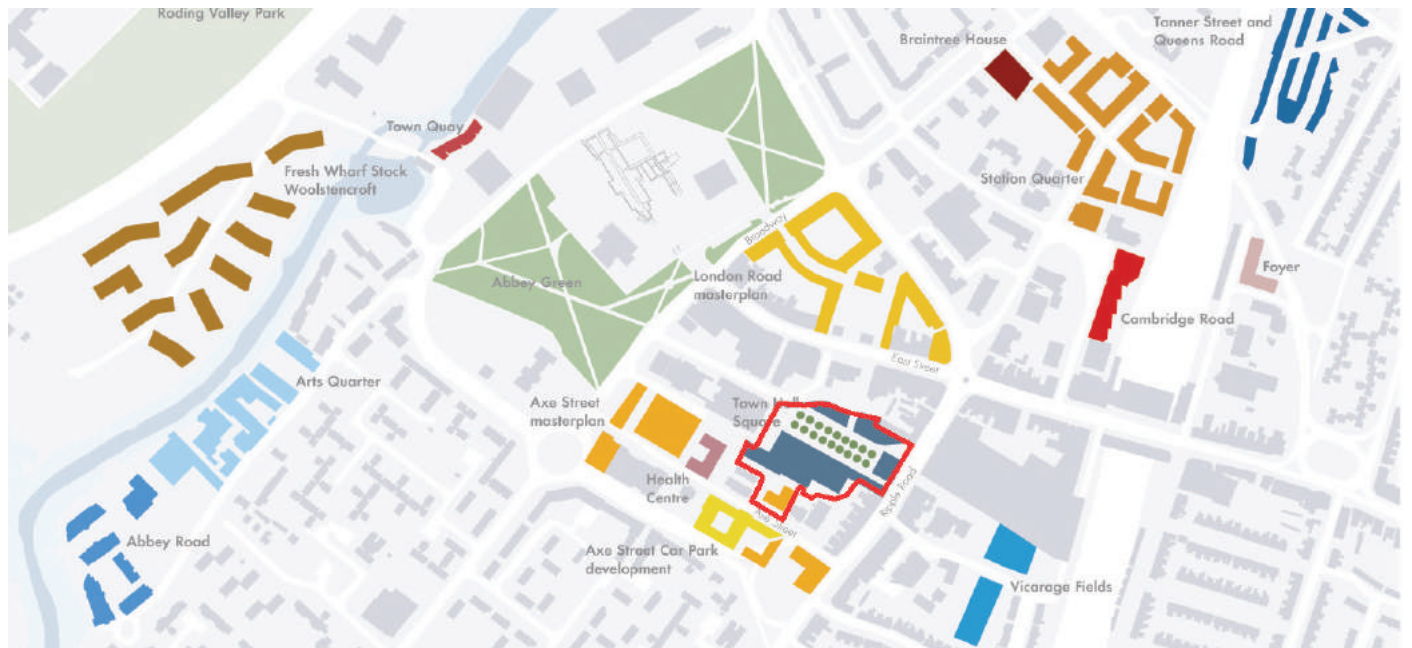 Roding Valley Park
Tanner Street and
Queens Road
Braintree House
Town Quay
Fresh Wharf Stock
Woolstencroft
Station Quarter
Broadway
Foyer
Abbey Green
London Road
masterplan
Cambridge Road
East Street
Arts Quarter
Axe Street
masterplan
Town Hall
Square
Health
Centre
Ripple Road
Axe Street
Abbey Road
Axe Street Car Park
development
Vicarage Fields